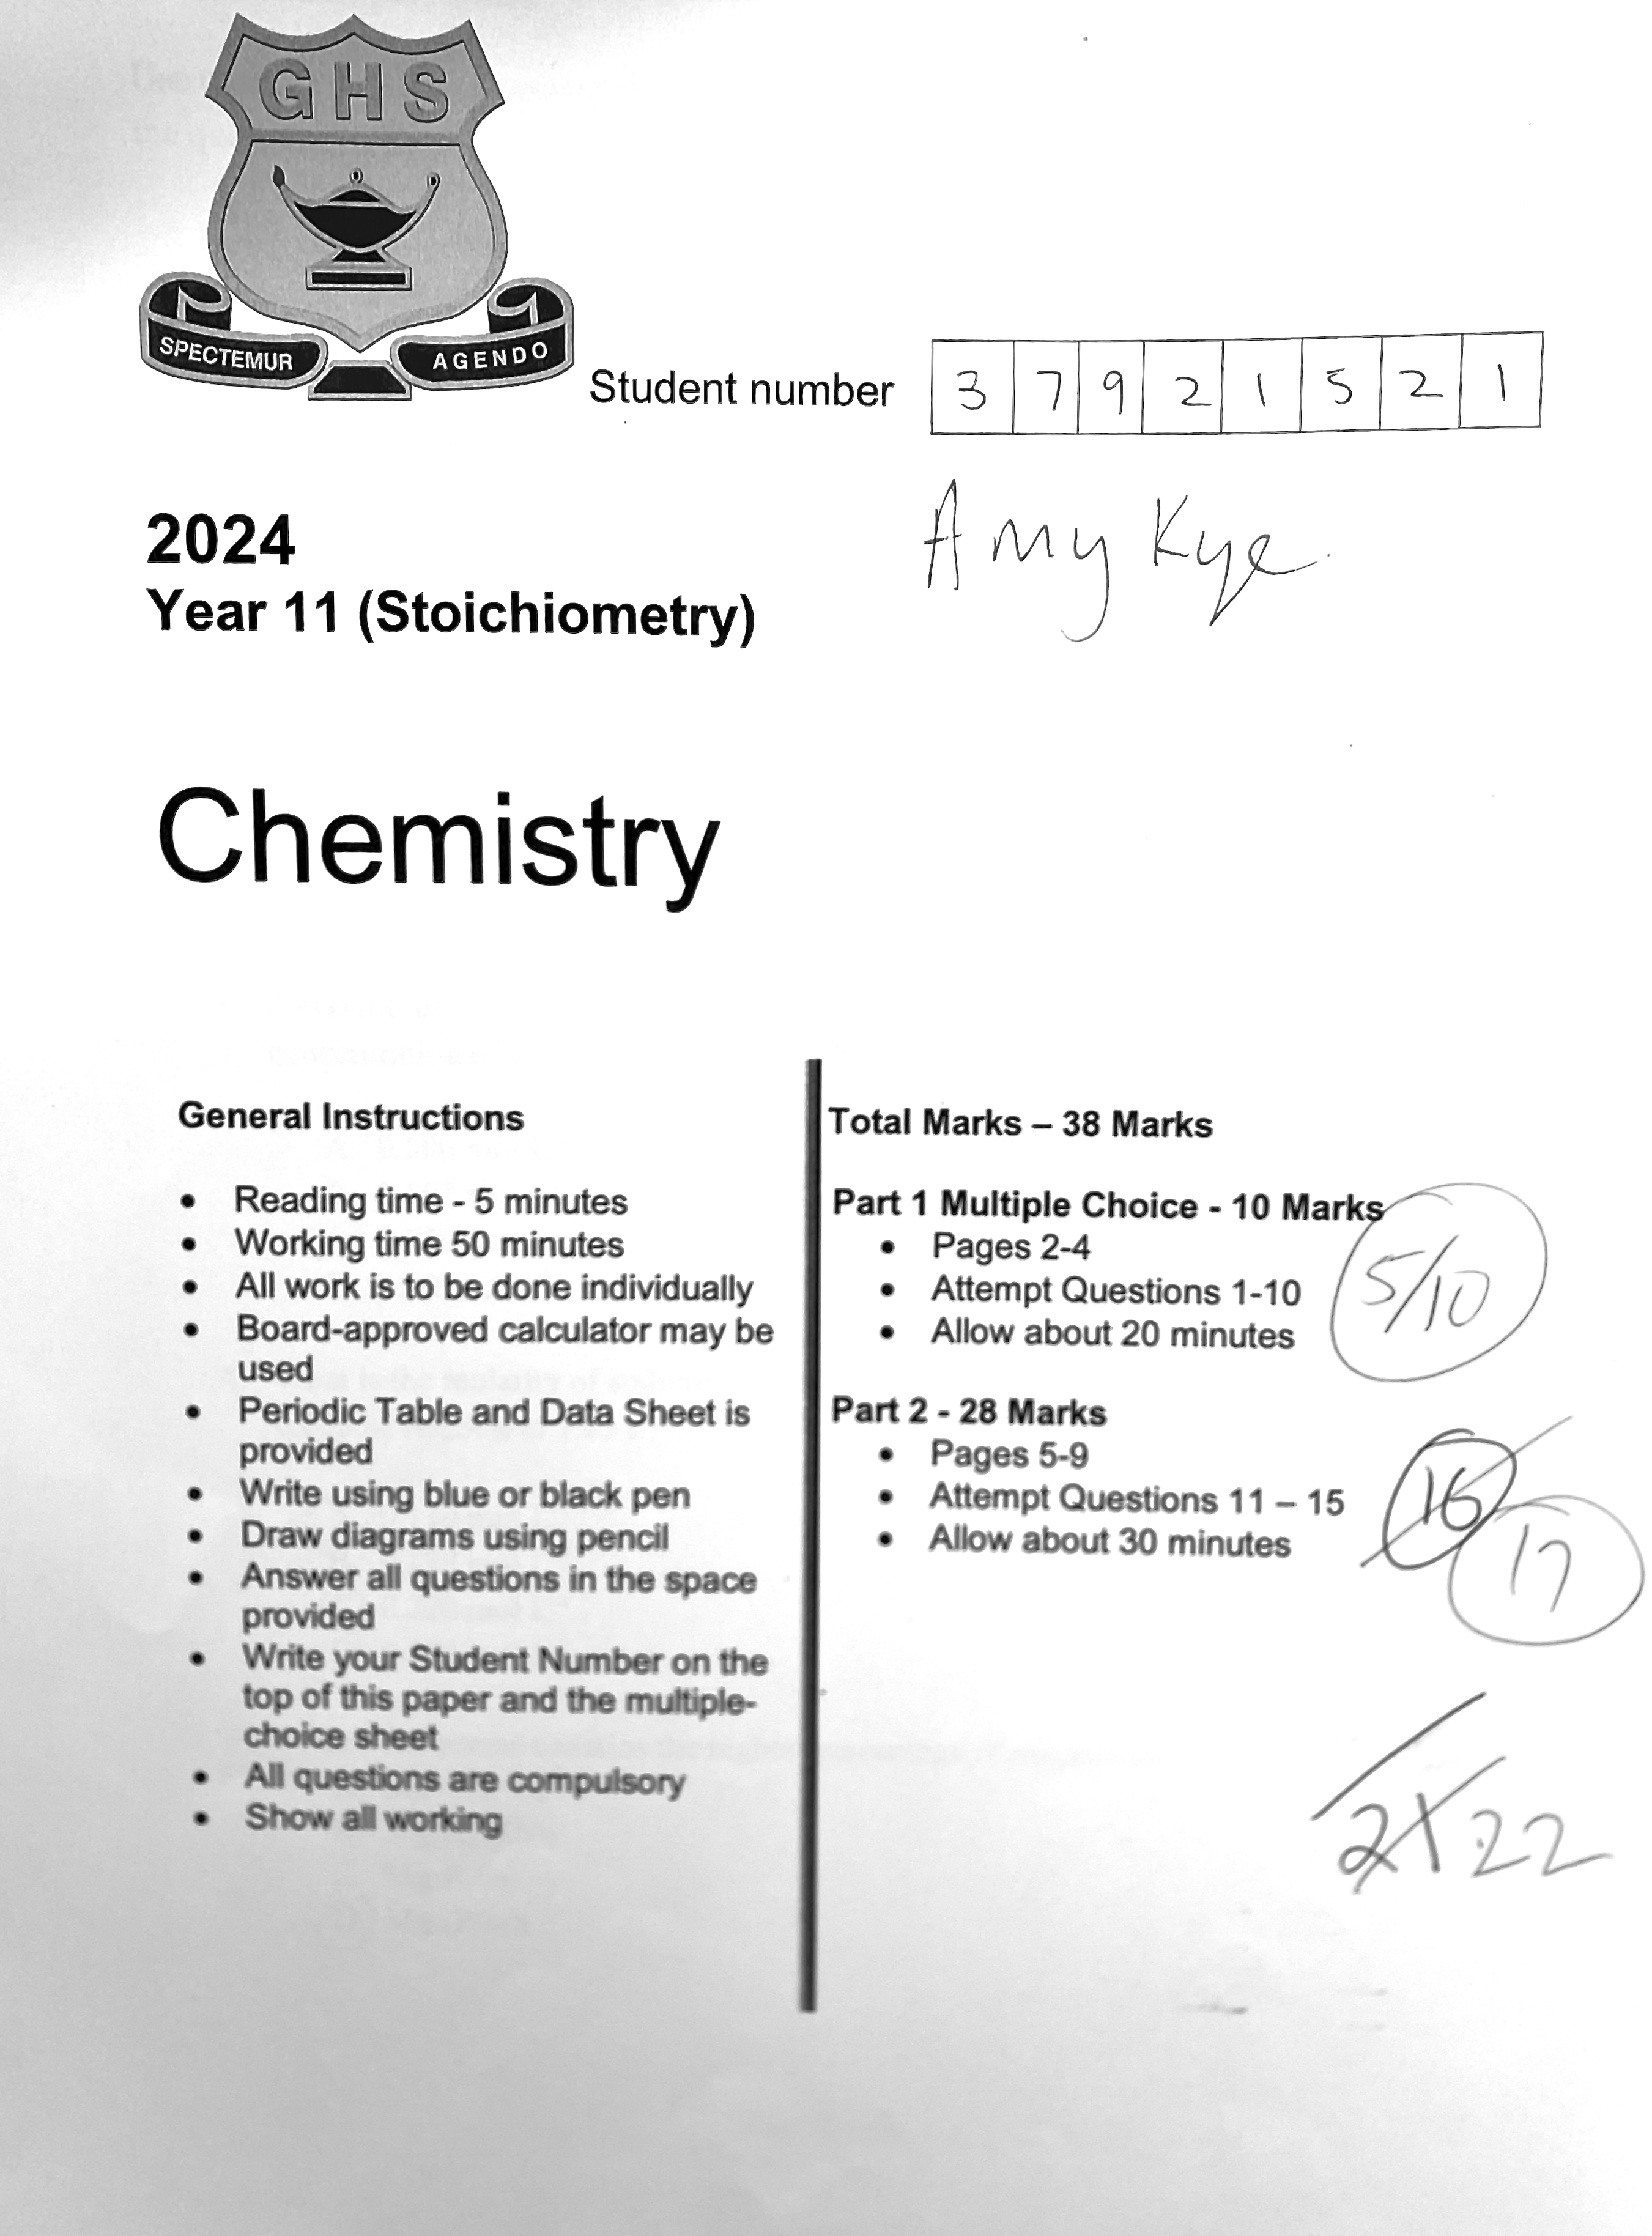 GHS
SPECTEMUR AGENDO
Student number 3 7 9 2 1 5 2 1
Amy Kye
2024
Year 11 (Stoichiometry)
Chemistry
General Instructions
• Reading time - 5 minutes
• Working time 50 minutes
• All work is to be done individually
• Board-approved calculator may be
used
• Periodic Table and Data Sheet is
provided
• Write using blue or black pen
• Draw diagrams using pencil
• Answer all questions in the space
provided
• Write your Student Number on the
top of this paper and the multiple-
choice sheet
• All questions are compulsory
• Show all working
Total Marks – 38 Marks
Part 1 Multiple Choice - 10 Marks
• Pages 2-4
• Attempt Questions 1-10
• Allow about 20 minutes
5/10
Part 2 - 28 Marks
• Pages 5-9
• Attempt Questions 11 – 15
• Allow about 30 minutes
16
17
21 22